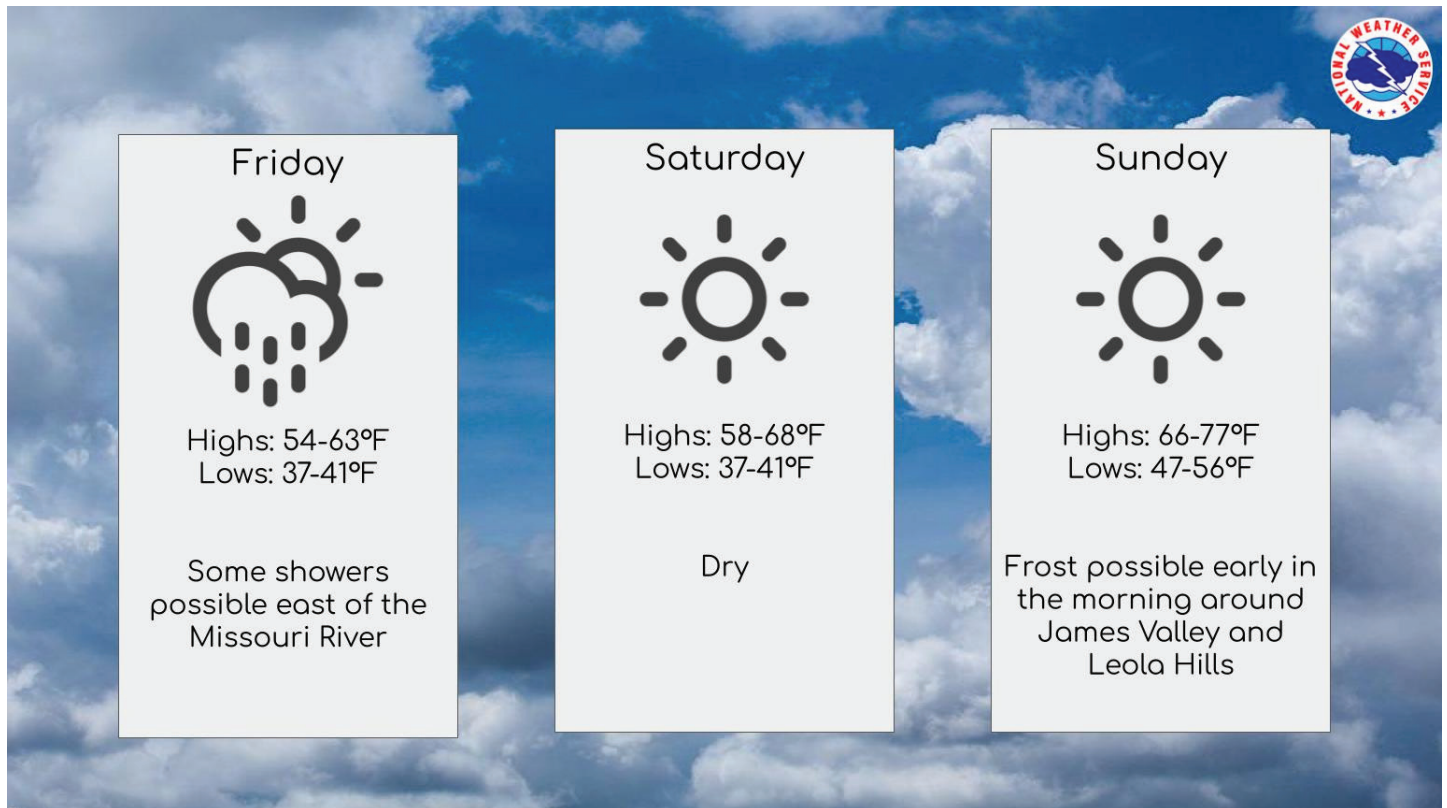 NATIONAL WEATHER SERVICE
Friday
Highs: 54-63°F
Lows: 37-41°F
Some showers
possible east of the
Missouri River
Saturday
Highs: 58-68°F
Lows: 37-41°F
Dry
Sunday
Highs: 66-77°F
Lows: 47-56°F
Frost possible early in
the morning around
James Valley and
Leola Hills